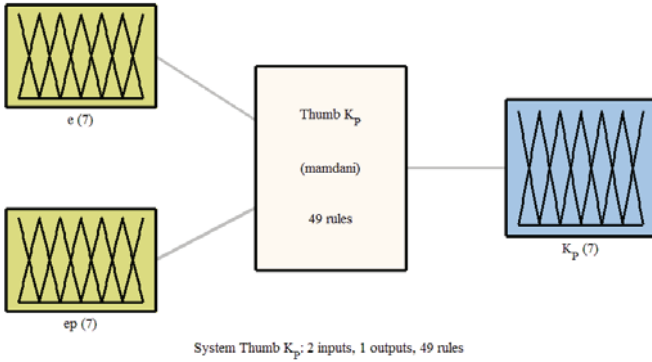 e (7)
Thumb Kp
(mamdani)
49 rules
Kp (7)
ep (7)
System Thumb Kp: 2 inputs, 1 outputs, 49 rules